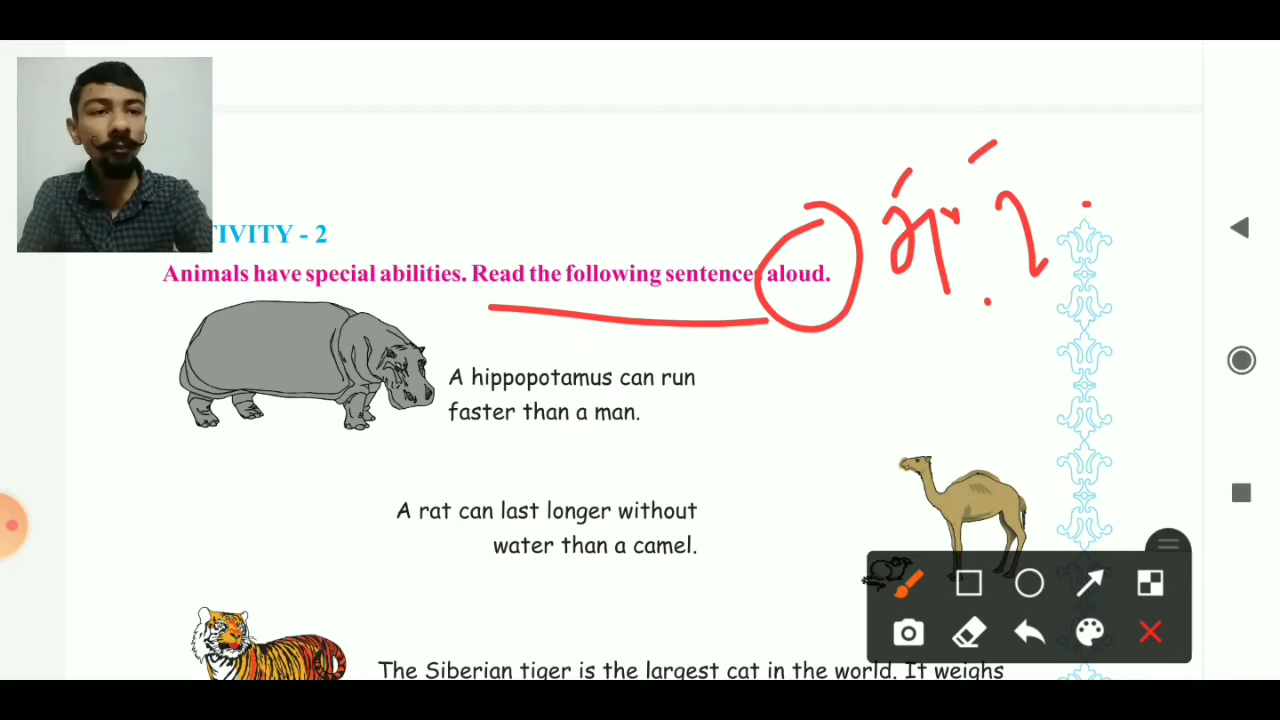 TIVITY - 2
Animals have special abilities. Read the following sentences aloud.
A hippopotamus can run
faster than a man.
A rat can last longer without
water than a camel.
The Siberian tiger is the largest cat in the world. It weighs